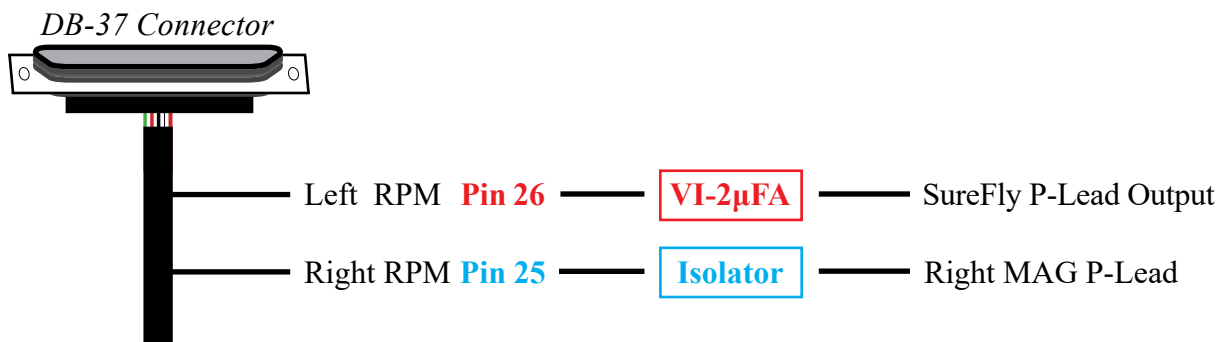 DB-37 Connector
Left RPM Pin 26 VI-2µFA SureFly P-Lead Output
Right RPM Pin 25 Isolator Right MAG P-Lead